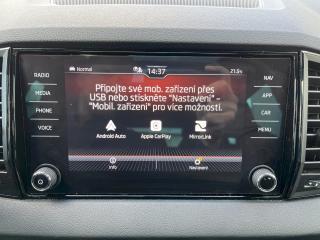 Normal
14:37
21.5°c
RADIO
MEDIA
PHONE
VOICE
Připojte své mob. zařízení přes
USB nebo stiskněte "Nastavení" –
"Mobil. zařízení" pro více možností.
Android Auto
Apple CarPlay
MirrorLink
Info
Nastavení
NAV
APP
CAR
MENU